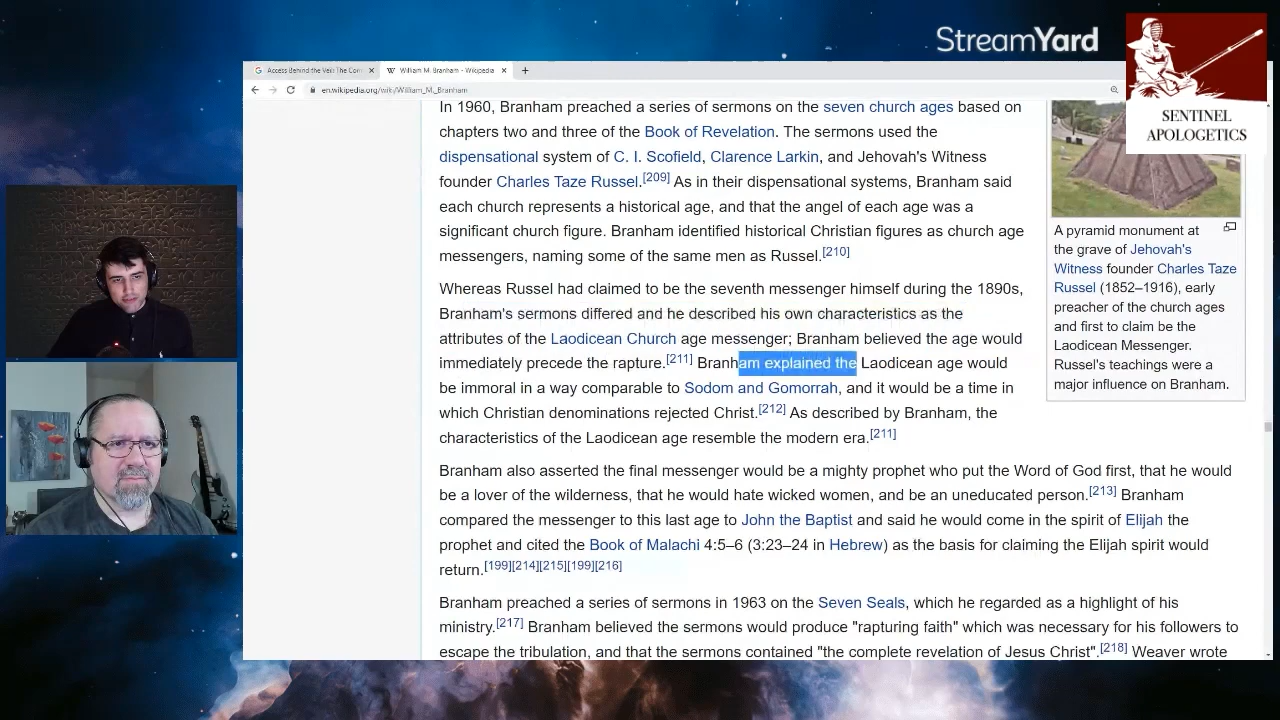 StreamYard
SENTINEL
APOLOGETICS
Access Behind the Veil: The Con
William M. Branham - Wikipedia
en.wikipedia.org/wiki/William_M._Branham
In 1960, Branham preached a series of sermons on the seven church ages based on
chapters two and three of the Book of Revelation. The sermons used the
dispensational system of C. I. Scofield, Clarence Larkin, and Jehovah's Witness
founder Charles Taze Russel.[209] As in their dispensational systems, Branham said
each church represents a historical age, and that the angel of each age was a
significant church figure. Branham identified historical Christian figures as church age
messengers, naming some of the same men as Russel.[210]
Whereas Russel had claimed to be the seventh messenger himself during the 1890s,
Branham's sermons differed and he described his own characteristics as the
attributes of the Laodicean Church age messenger; Branham believed the age would
immediately precede the rapture.[211] Branham explained the Laodicean age would
be immoral in a way comparable to Sodom and Gomorrah, and it would be a time in
which Christian denominations rejected Christ.[212] As described by Branham, the
characteristics of the Laodicean age resemble the modern era.[211]
A pyramid monument at
the grave of Jehovah's
Witness founder Charles Taze
Russel (1852–1916), early
preacher of the church ages
and first to claim be the
Laodicean Messenger.
Russel's teachings were a
major influence on Branham.
Branham also asserted the final messenger would be a mighty prophet who put the Word of God first, that he would
be a lover of the wilderness, that he would hate wicked women, and be an uneducated person.[213] Branham
compared the messenger to this last age to John the Baptist and said he would come in the spirit of Elijah the
prophet and cited the Book of Malachi 4:5–6 (3:23–24 in Hebrew) as the basis for claiming the Elijah spirit would
return.[199][214][215][199][216]
Branham preached a series of sermons in 1963 on the Seven Seals, which he regarded as a highlight of his
ministry.[217] Branham believed the sermons would produce "rapturing faith" which was necessary for his followers to
escape the tribulation, and that the sermons contained "the complete revelation of Jesus Christ".[218] Weaver wrote